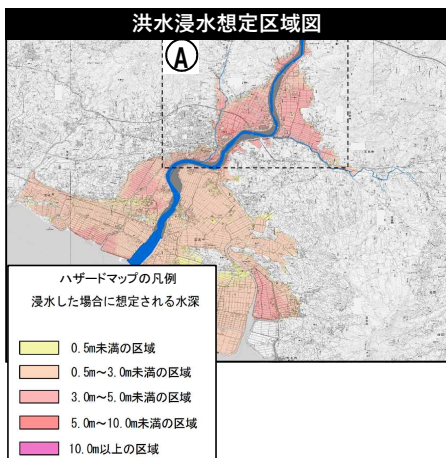 洪水浸水想定区域図
A
ハザードマップの凡例
浸水した場合に想定される水深
0.5m未満の区域
0.5m～3.0m未満の区域
3.0m～5.0m未満の区域
5.0m～10.0m未満の区域
10.0m以上の区域